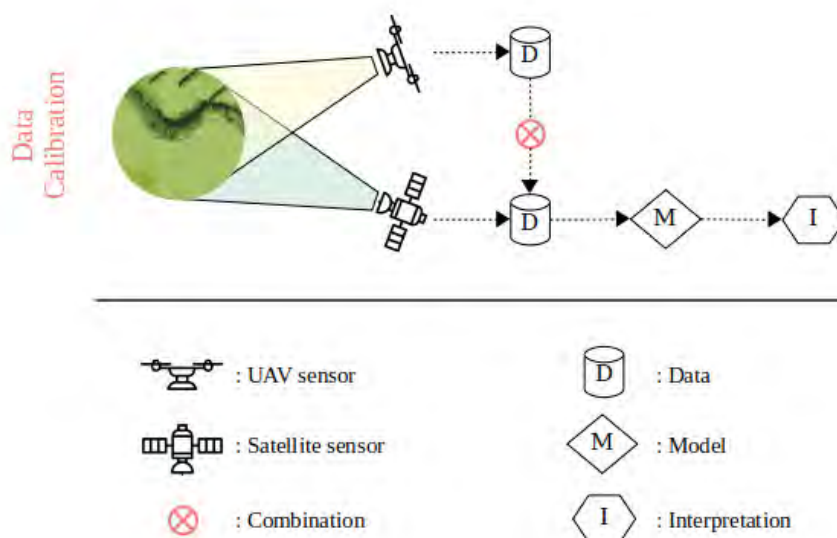 Data
Calibration
D
D
M
I
: UAV sensor
D
: Data
: Satellite sensor
M
: Model
: Combination
I
: Interpretation